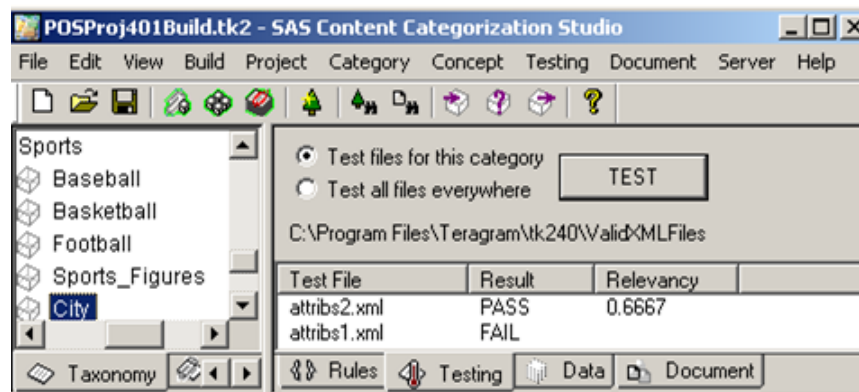 POSProj401Build.tk2 - SAS Content Categorization Studio
File Edit View Build Project Category Concept Testing Document Server Help
Sports
Baseball
Basketball
Football
Sports_Figures
City
Taxonomy
Test files for this category
Test all files everywhere
TEST
C:\Program Files\Teragram\tk240\ValidXMLFiles
Test File Result Relevancy
attribs2.xml PASS 0.6667
attribs1.xml FAIL
Rules Testing Data Document